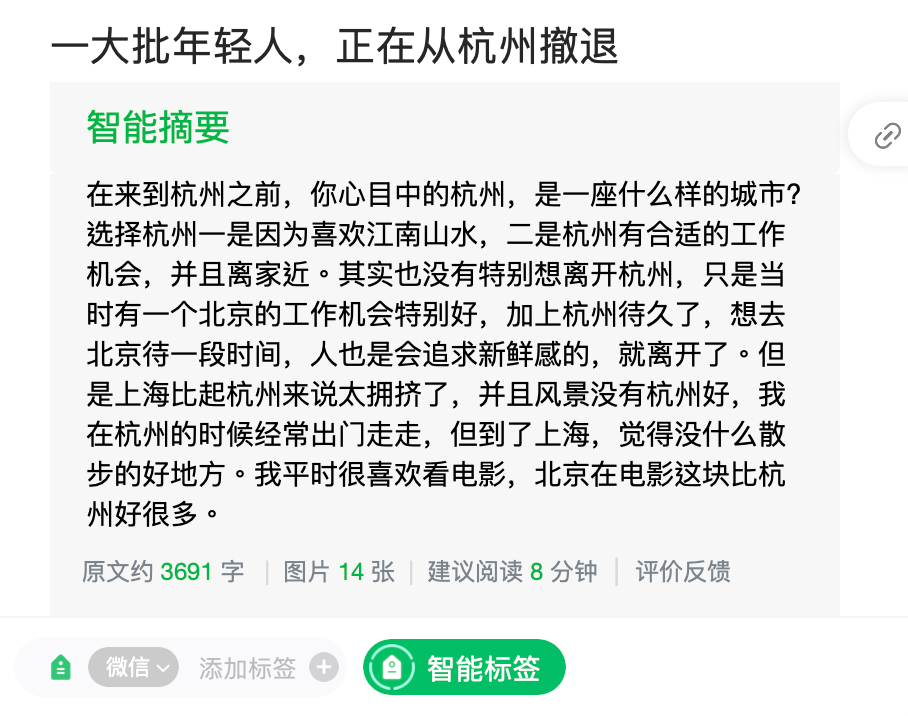 一大批年轻人，正在从杭州撤退
智能摘要
在来到杭州之前，你心目中的杭州，是一座什么样的城市？
选择杭州一是因为喜欢江南山水，二是杭州有合适的工作
机会，并且离家近。其实也没有特别想离开杭州，只是当
时有一个北京的工作机会特别好，加上杭州待久了，想去
北京待一段时间，人也是会追求新鲜感的，就离开了。但
是上海比起杭州来说太拥挤了，并且风景没有杭州好，我
在杭州的时候经常出门走走，但到了上海，觉得没什么散
步的好地方。我平时很喜欢看电影，北京在电影这块比杭
州好很多。
原文约 3691 字 | 图片 14 张 | 建议阅读 8 分钟 | 评价反馈
微信 添加标签 智能标签